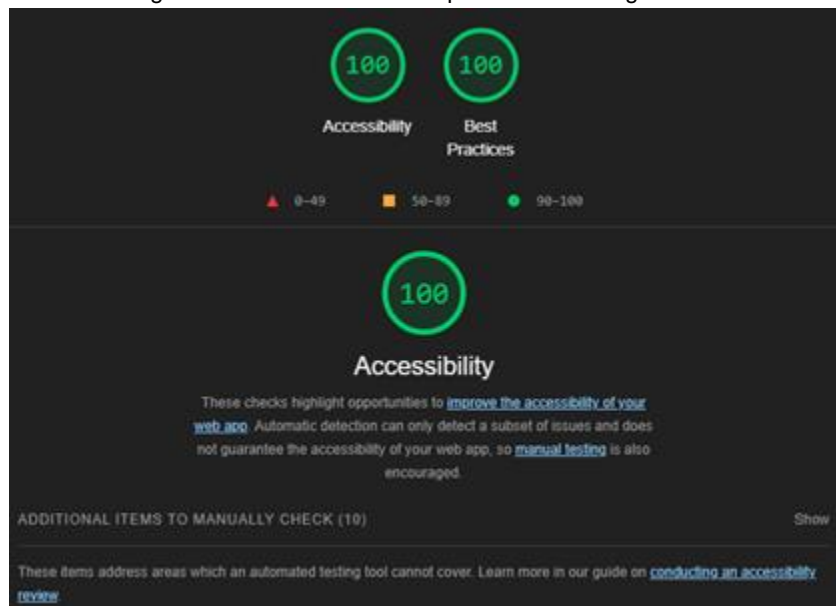 100 100
Accessibility Best
Practices
0–49 50–89 90–100
100
Accessibility
These checks highlight opportunities to improve the accessibility of your
web app. Automatic detection can only detect a subset of issues and does
not guarantee the accessibility of your web app, so manual testing is also
encouraged.
ADDITIONAL ITEMS TO MANUALLY CHECK (10) Show
These items address areas which an automated testing tool cannot cover. Learn more in our guide on conducting an accessibility
review.